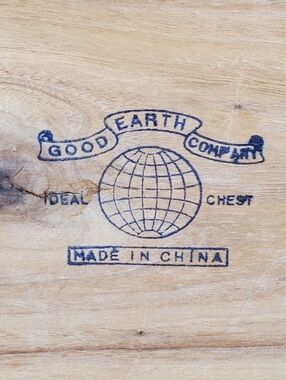 GOOD EARTH COMPANY
IDEAL CHEST
MADE IN CHINA